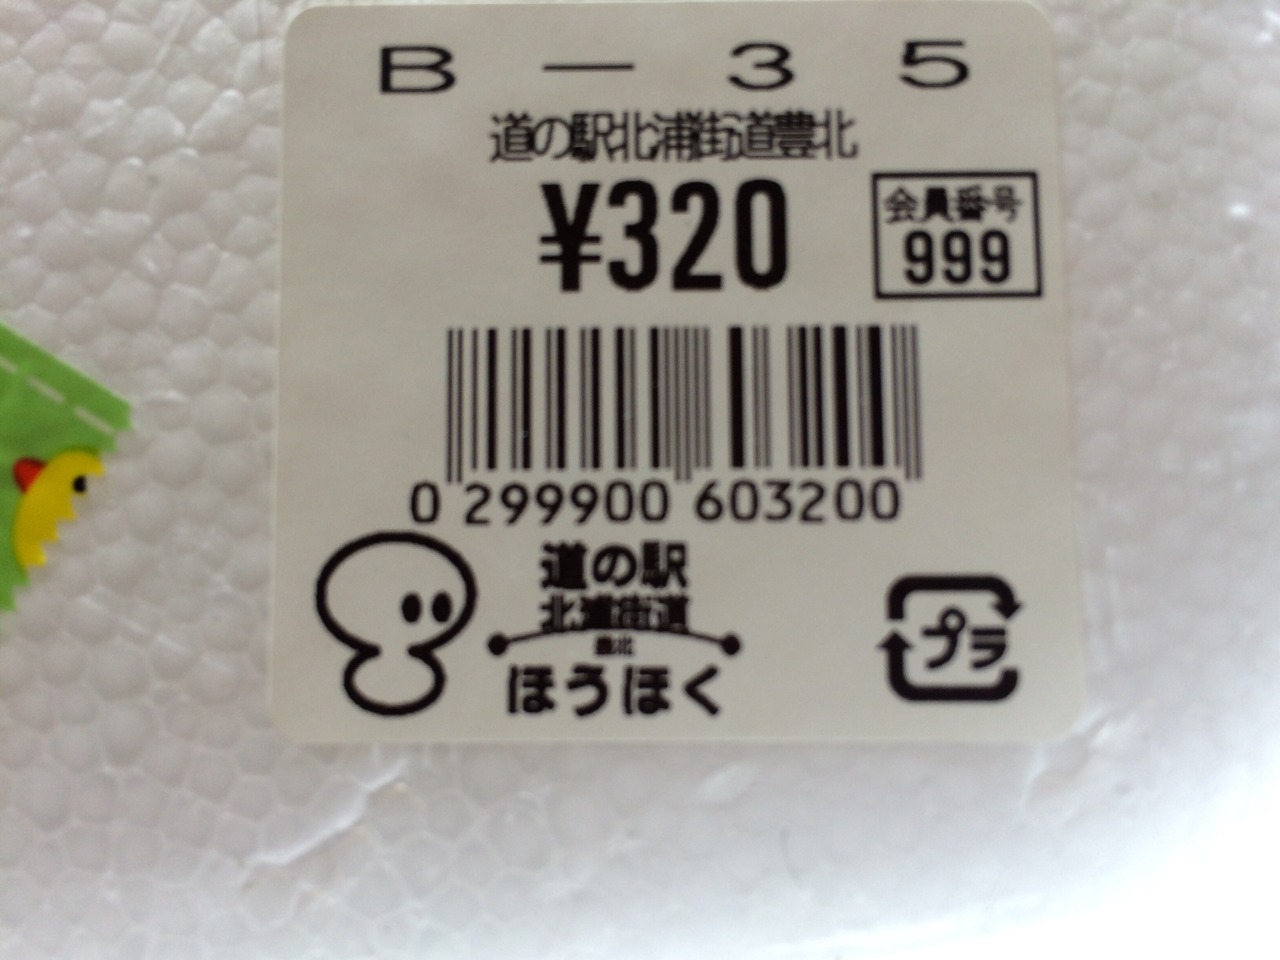 B－35
道の駅北浦街道豊北
¥320
会員番号
999
0 299900 603200
道の駅
北浦街道
豊北
ほうほく
プラ